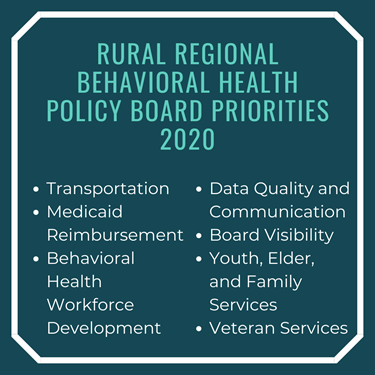 RURAL REGIONAL
BEHAVIORAL HEALTH
POLICY BOARD PRIORITIES
2020
• Transportation
• Medicaid
Reimbursement
• Behavioral
Health
Workforce
Development
• Data Quality and
Communication
• Board Visibility
• Youth, Elder,
and Family
Services
• Veteran Services